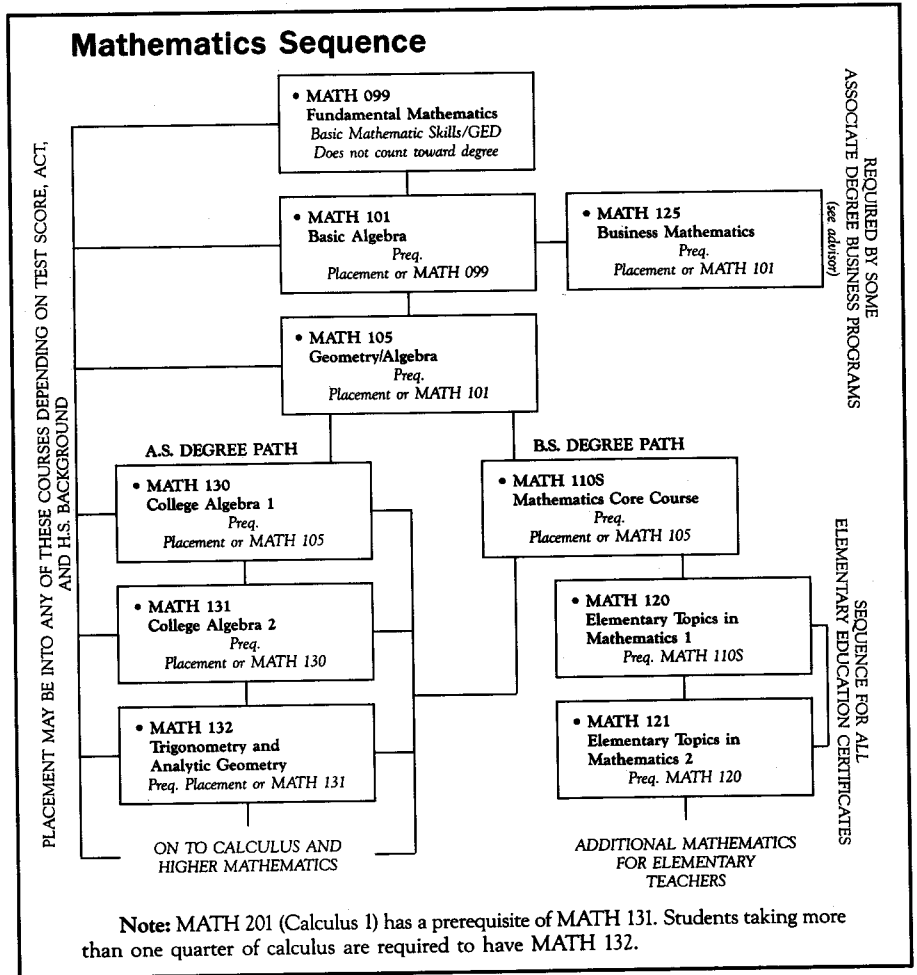 Mathematics Sequence
• MATH 099
Fundamental Mathematics
Basic Mathematic Skills/GED
Does not count toward degree
• MATH 101
Basic Algebra
Preq.
Placement or MATH 099
• MATH 125
Business Mathematics
Preq.
Placement or MATH 101
REQUIRED BY SOME
ASSOCIATE DEGREE BUSINESS PROGRAMS
(see advisor)
• MATH 105
Geometry/Algebra
Preq.
Placement or MATH 101
PLACEMENT MAY BE INTO ANY OF THESE COURSES DEPENDING ON TEST SCORE, ACT,
AND H.S. BACKGROUND
A.S. DEGREE PATH
• MATH 130
College Algebra 1
Preq.
Placement or MATH 105
• MATH 131
College Algebra 2
Preq.
Placement or MATH 130
• MATH 132
Trigonometry and
Analytic Geometry
Preq. Placement or MATH 131
ON TO CALCULUS AND
HIGHER MATHEMATICS
B.S. DEGREE PATH
• MATH 110S
Mathematics Core Course
Preq.
Placement or MATH 105
• MATH 120
Elementary Topics in
Mathematics 1
Preq. MATH 110S
• MATH 121
Elementary Topics in
Mathematics 2
Preq. MATH 120
SEQUENCE FOR ALL
ELEMENTARY EDUCATION CERTIFICATES
ADDITIONAL MATHEMATICS
FOR ELEMENTARY
TEACHERS
Note: MATH 201 (Calculus 1) has a prerequisite of MATH 131. Students taking more
than one quarter of calculus are required to have MATH 132.